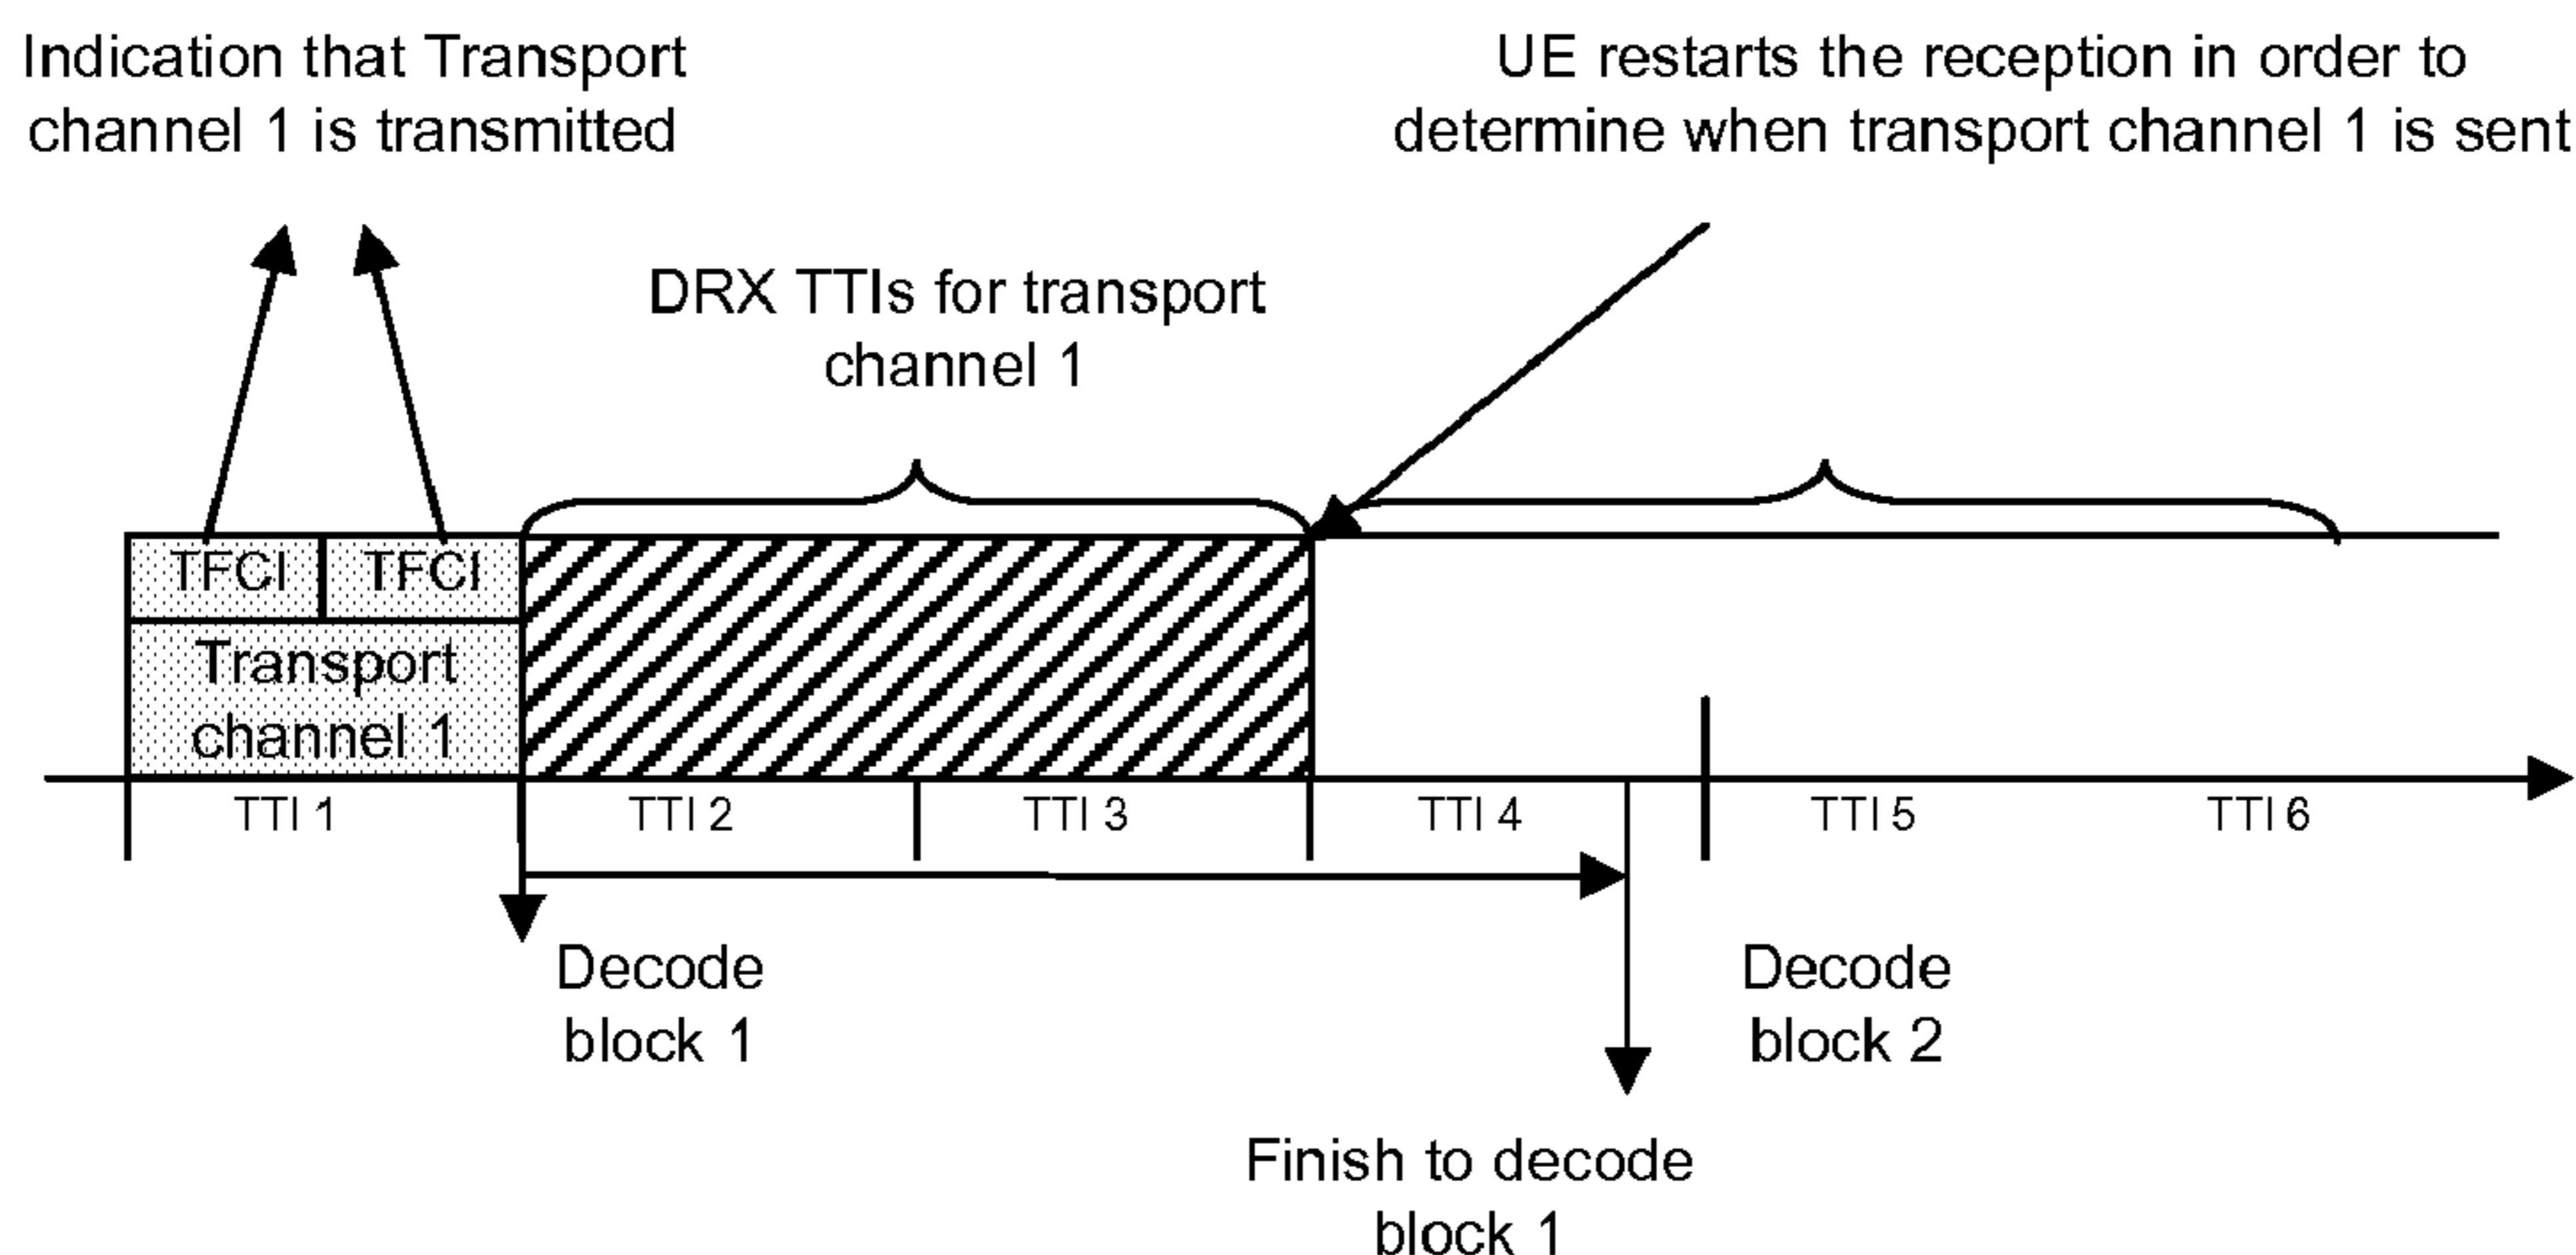 Indication that Transport
channel 1 is transmitted
UE restarts the reception in order to
determine when transport channel 1 is sent
DRX TTIs for transport
channel 1
TFCI TFCI
Transport
channel 1
TTI 1 TTI 2 TTI 3 TTI 4 TTI 5 TTI 6
Decode
block 1
Decode
block 2
Finish to decode
block 1